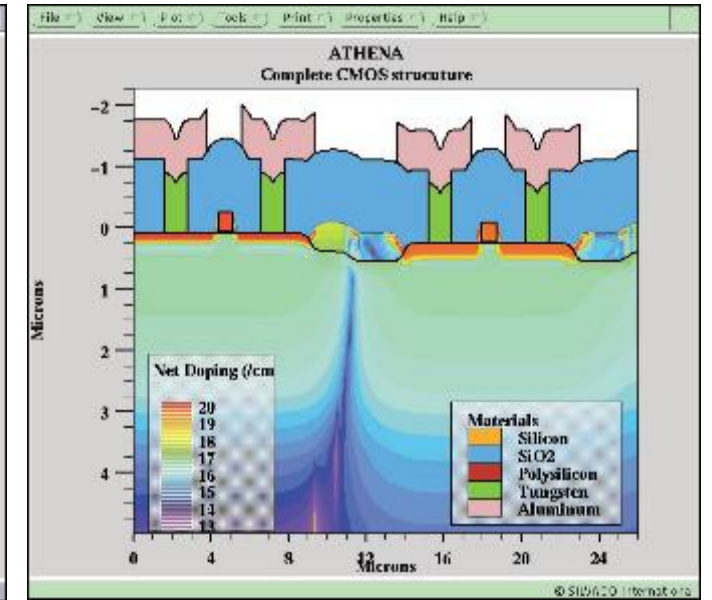 File View Plot Tools Print Properties Help
ATHENA
Complete CMOS strucuture
-2
-1
0
1
2
3
4
Microns
Net Doping (/cm
20
19
18
17
16
15
14
13
Materials
Silicon
SiO2
Polysilicon
Tungsten
Aluminum
0 4 8 12 16 20 24
Microns
© SILVACO International